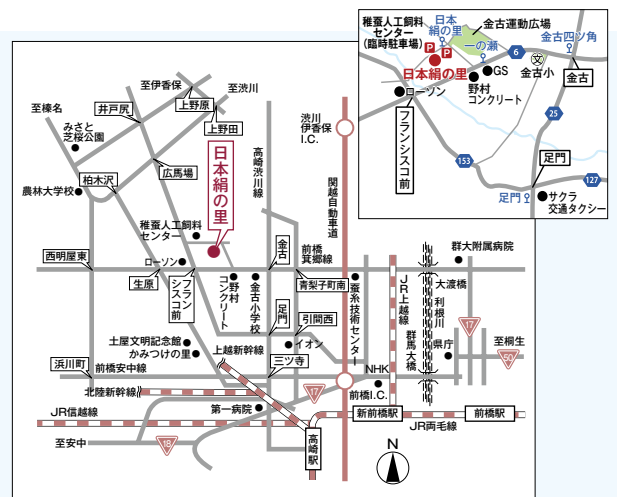 稚蚕人工飼料
センター
(臨時駐車場)
日本
絹の里
金古運動広場
一の瀬
金古四ツ角
6
P
P
文
金古小
金古
日本絹の里
GS
野村
コンクリート
ローソン
フランシスコ前
25
153
足門
127
足門
サクラ
交通タクシー
至伊香保
至渋川
至榛名
上野原
井戸尻
上野田
みさと
芝桜公園
広馬場
柏木沢
農林大学校
日本絹の里
高崎渋川線
渋川
伊香保
I.C.
関越自動車道
稚蚕人工飼料
センター
ローソン
西明屋東
生原
フラン
シスコ前
野村
コンクリート
金古小学校
金古
前橋
箕郷線
青梨子町南
蚕糸技術センター
JR上越線
群大附属病院
大渡橋
利根川
群馬大橋
県庁
17
至桐生
50
足門
引間西
イオン
三ツ寺
土屋文明記念館
かみつけの里
上越新幹線
浜川町
前橋安中線
北陸新幹線
NHK
前橋I.C.
17
第一病院
JR信越線
新前橋駅
前橋駅
JR両毛線
至安中
18
高崎駅
N